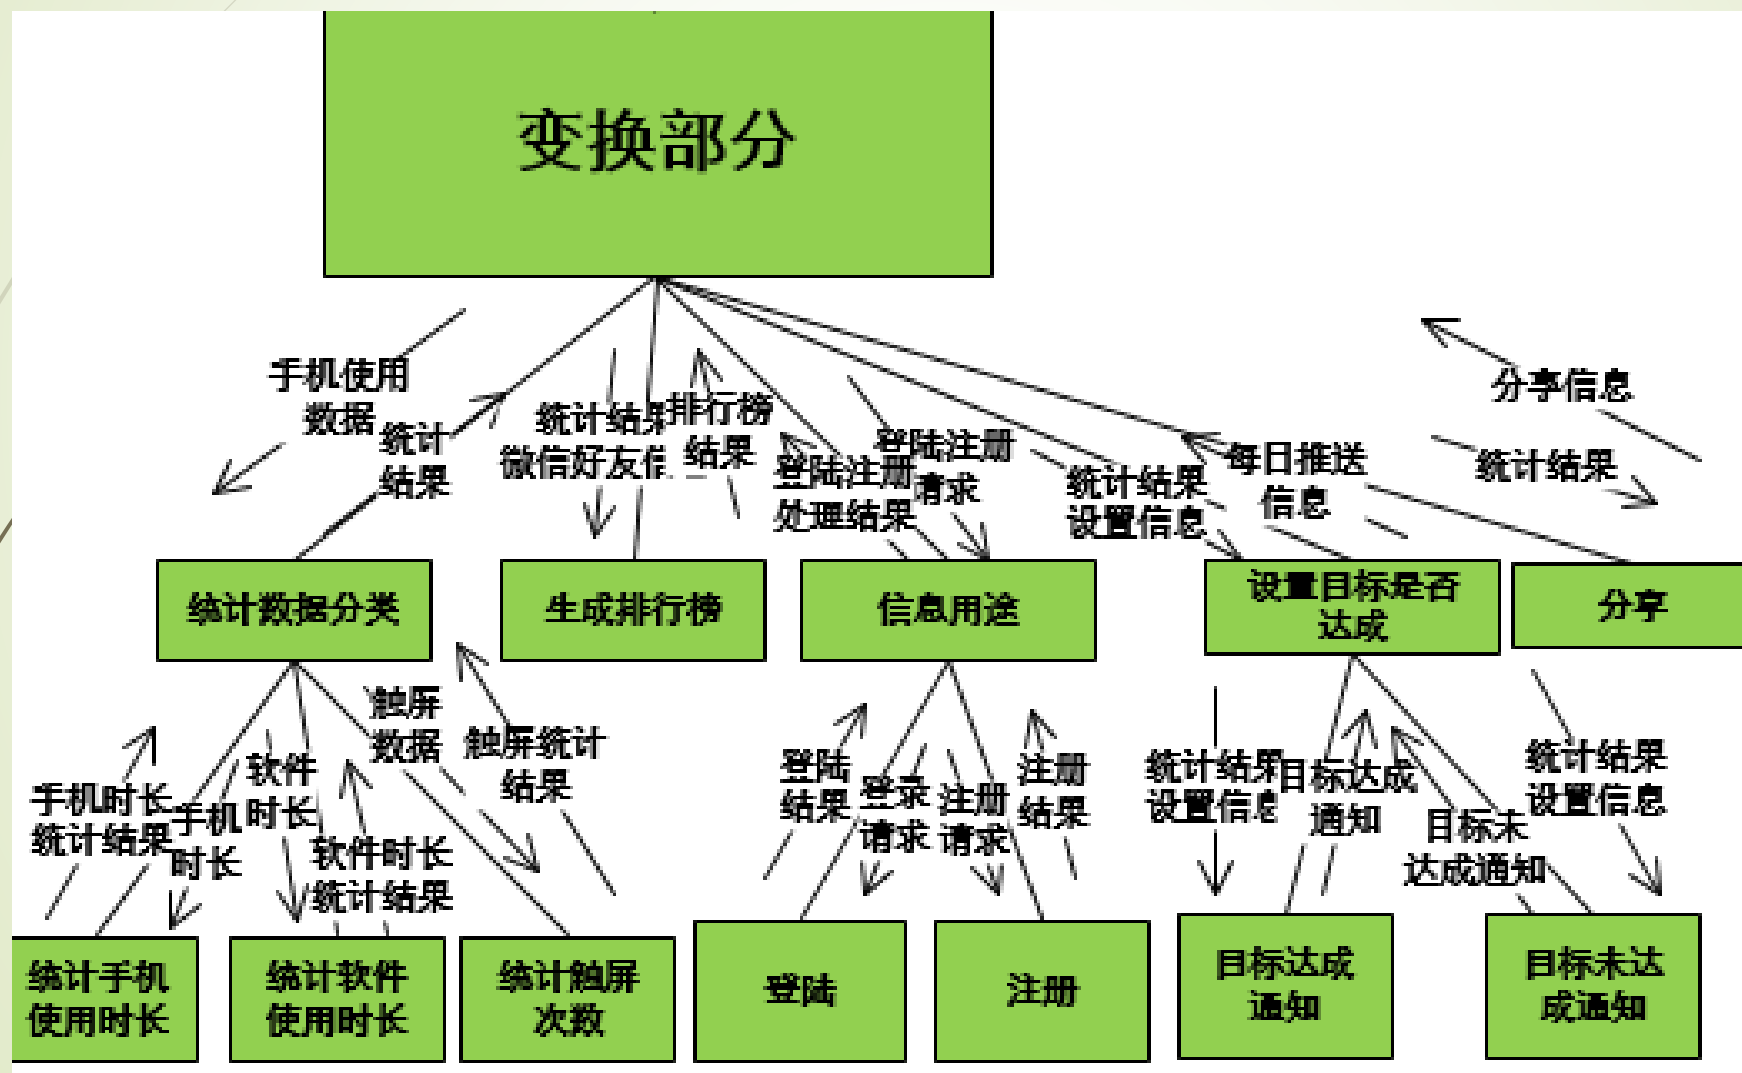 变换部分
手机使用
数据
统计
结果
统计结果
微信好友信
排行榜
结果
登陆注册
处理结果
登陆注册
请求
统计结果
设置信息
每日推送
信息
分享信息
统计结果
统计数据分类
生成排行榜
信息用途
设置目标是否
达成
分享
手机时长
统计结果
手机
时长
软件
时长
软件时长
统计结果
触屏
数据
触屏统计
结果
登陆
结果
登录
请求
注册
请求
注册
结果
统计结果
设置信息
目标达成
通知
目标未
达成通知
统计结果
设置信息
统计手机
使用时长
统计软件
使用时长
统计触屏
次数
登陆
注册
目标达成
通知
目标未达
成通知